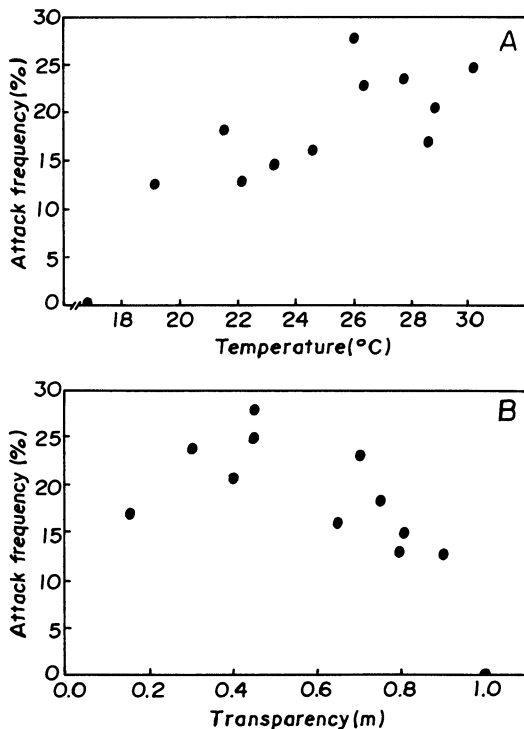 A
Attack frequency (%)
30
25
20
15
10
5
0
18 20 22 24 26 28 30
Temperature (°C)
B
Attack frequency (%)
30
25
20
15
10
5
0
0.0 0.2 0.4 0.6 0.8 1.0
Transparency (m)